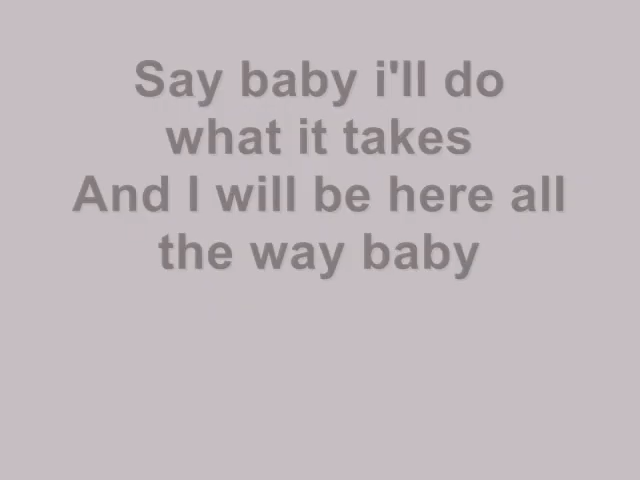 Say baby i'll do
what it takes
And I will be here all
the way baby